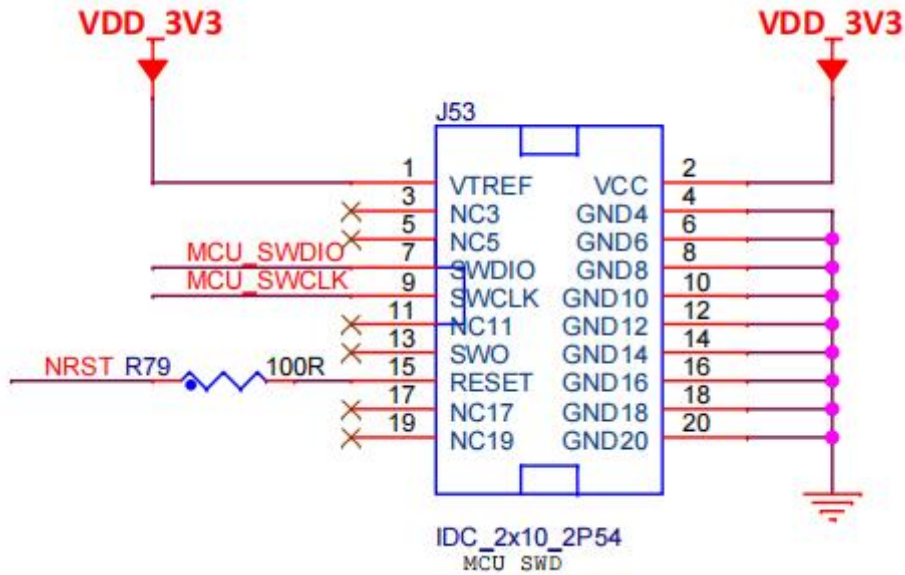 VDD_3V3 VDD_3V3
J53
1 VTREF VCC 2
3 NC3 GND4 4
5 NC5 GND6 6
MCU_SWDIO 7 SWDIO GND8 8
MCU_SWCLK 9 SWCLK GND10 10
11 NC11 GND12 12
13 SWO GND14 14
NRST R79 100R 15 RESET GND16 16
17 NC17 GND18 18
19 NC19 GND20 20
IDC_2x10_2P54
MCU SWD